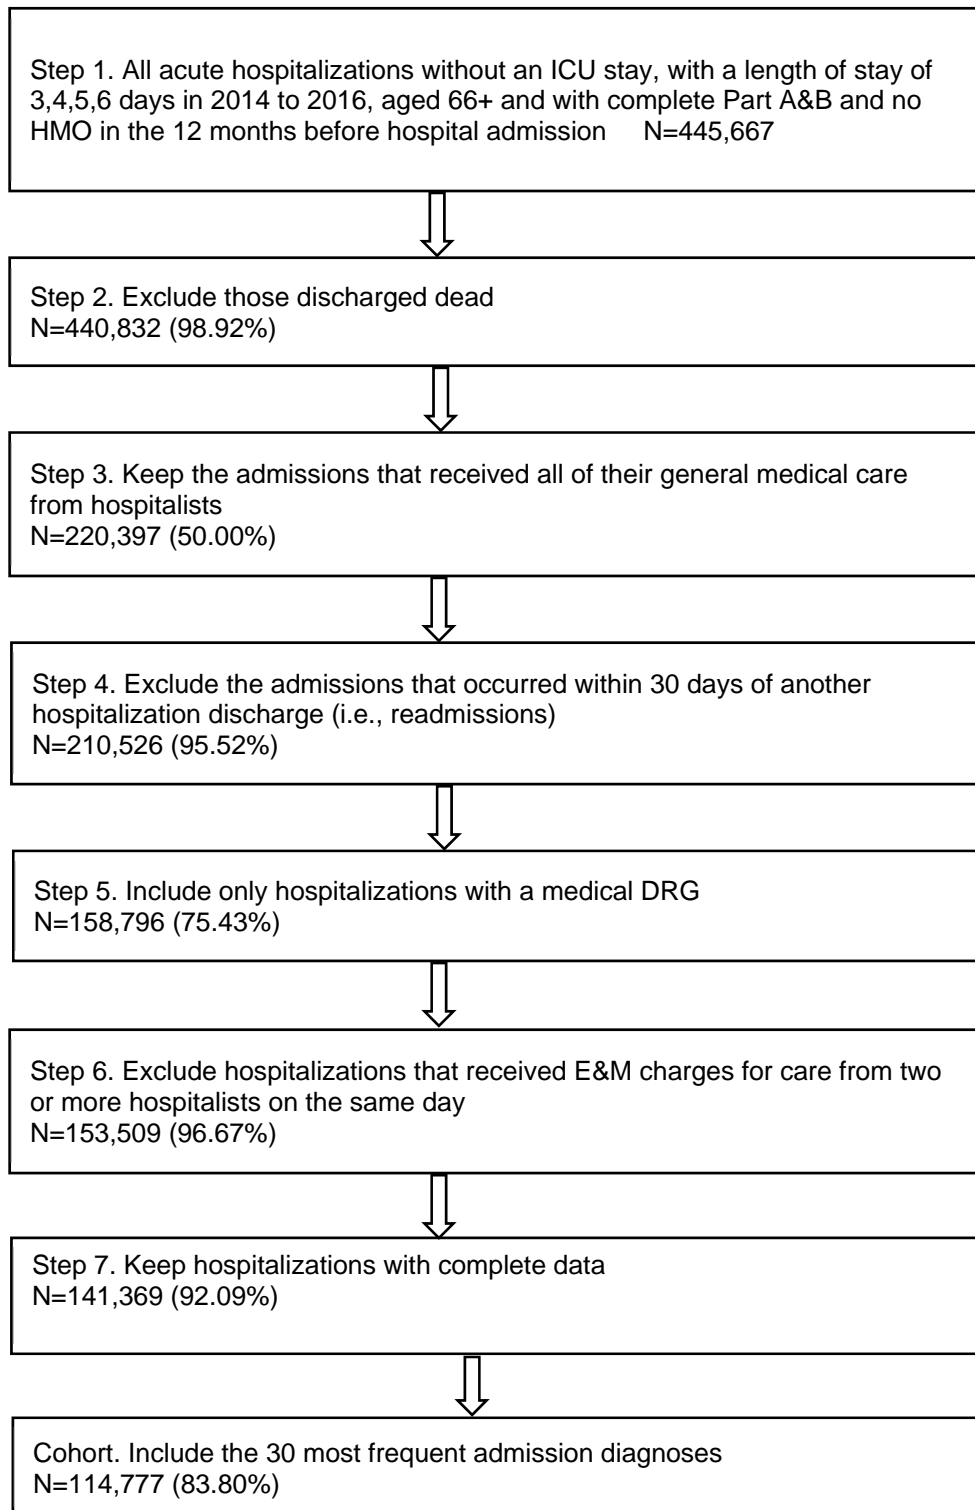 Step 1. All acute hospitalizations without an ICU stay, with a length of stay of
3,4,5,6 days in 2014 to 2016, aged 66+ and with complete Part A&B and no
HMO in the 12 months before hospital admission N=445,667
Step 2. Exclude those discharged dead
N=440,832 (98.92%)
Step 3. Keep the admissions that received all of their general medical care
from hospitalists
N=220,397 (50.00%)
Step 4. Exclude the admissions that occurred within 30 days of another
hospitalization discharge (i.e., readmissions)
N=210,526 (95.52%)
Step 5. Include only hospitalizations with a medical DRG
N=158,796 (75.43%)
Step 6. Exclude hospitalizations that received E&M charges for care from two
or more hospitalists on the same day
N=153,509 (96.67%)
Step 7. Keep hospitalizations with complete data
N=141,369 (92.09%)
Cohort. Include the 30 most frequent admission diagnoses
N=114,777 (83.80%)